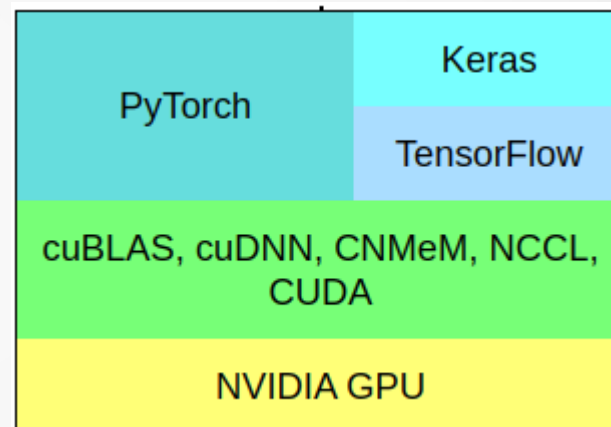 PyTorch
Keras
TensorFlow
cuBLAS, cuDNN, CNMeM, NCCL,
CUDA
NVIDIA GPU